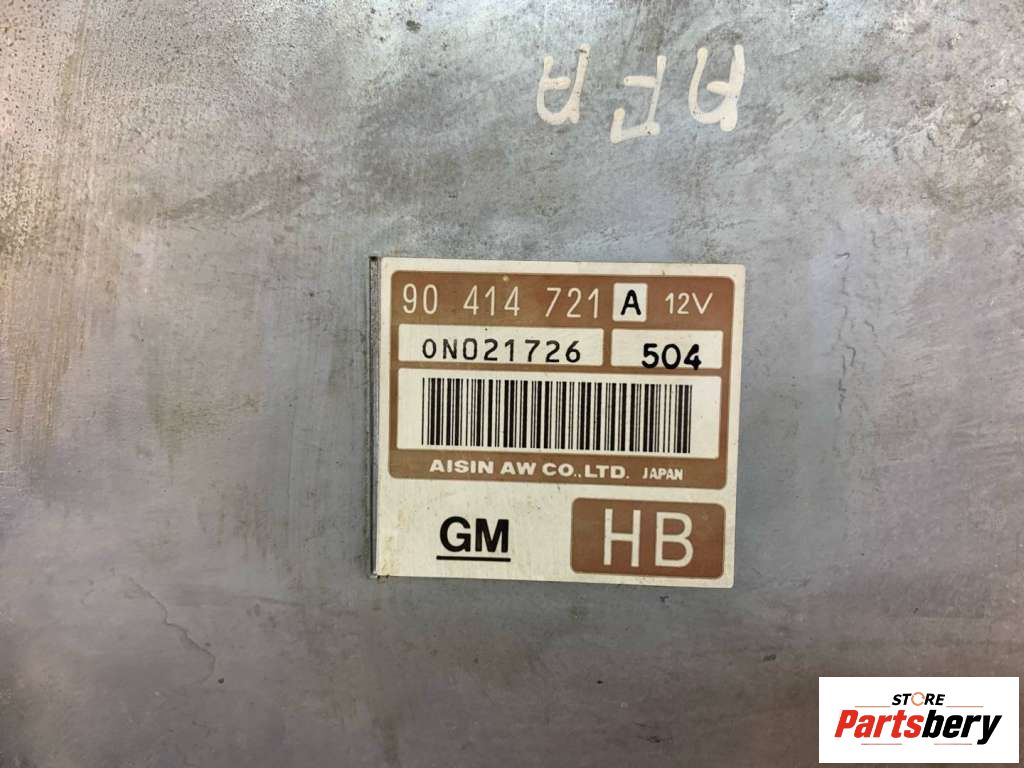 90 414 721 A 12V
0N021726 504
AISIN AW CO.,LTD. JAPAN
GM HB
STORE
Partsbery